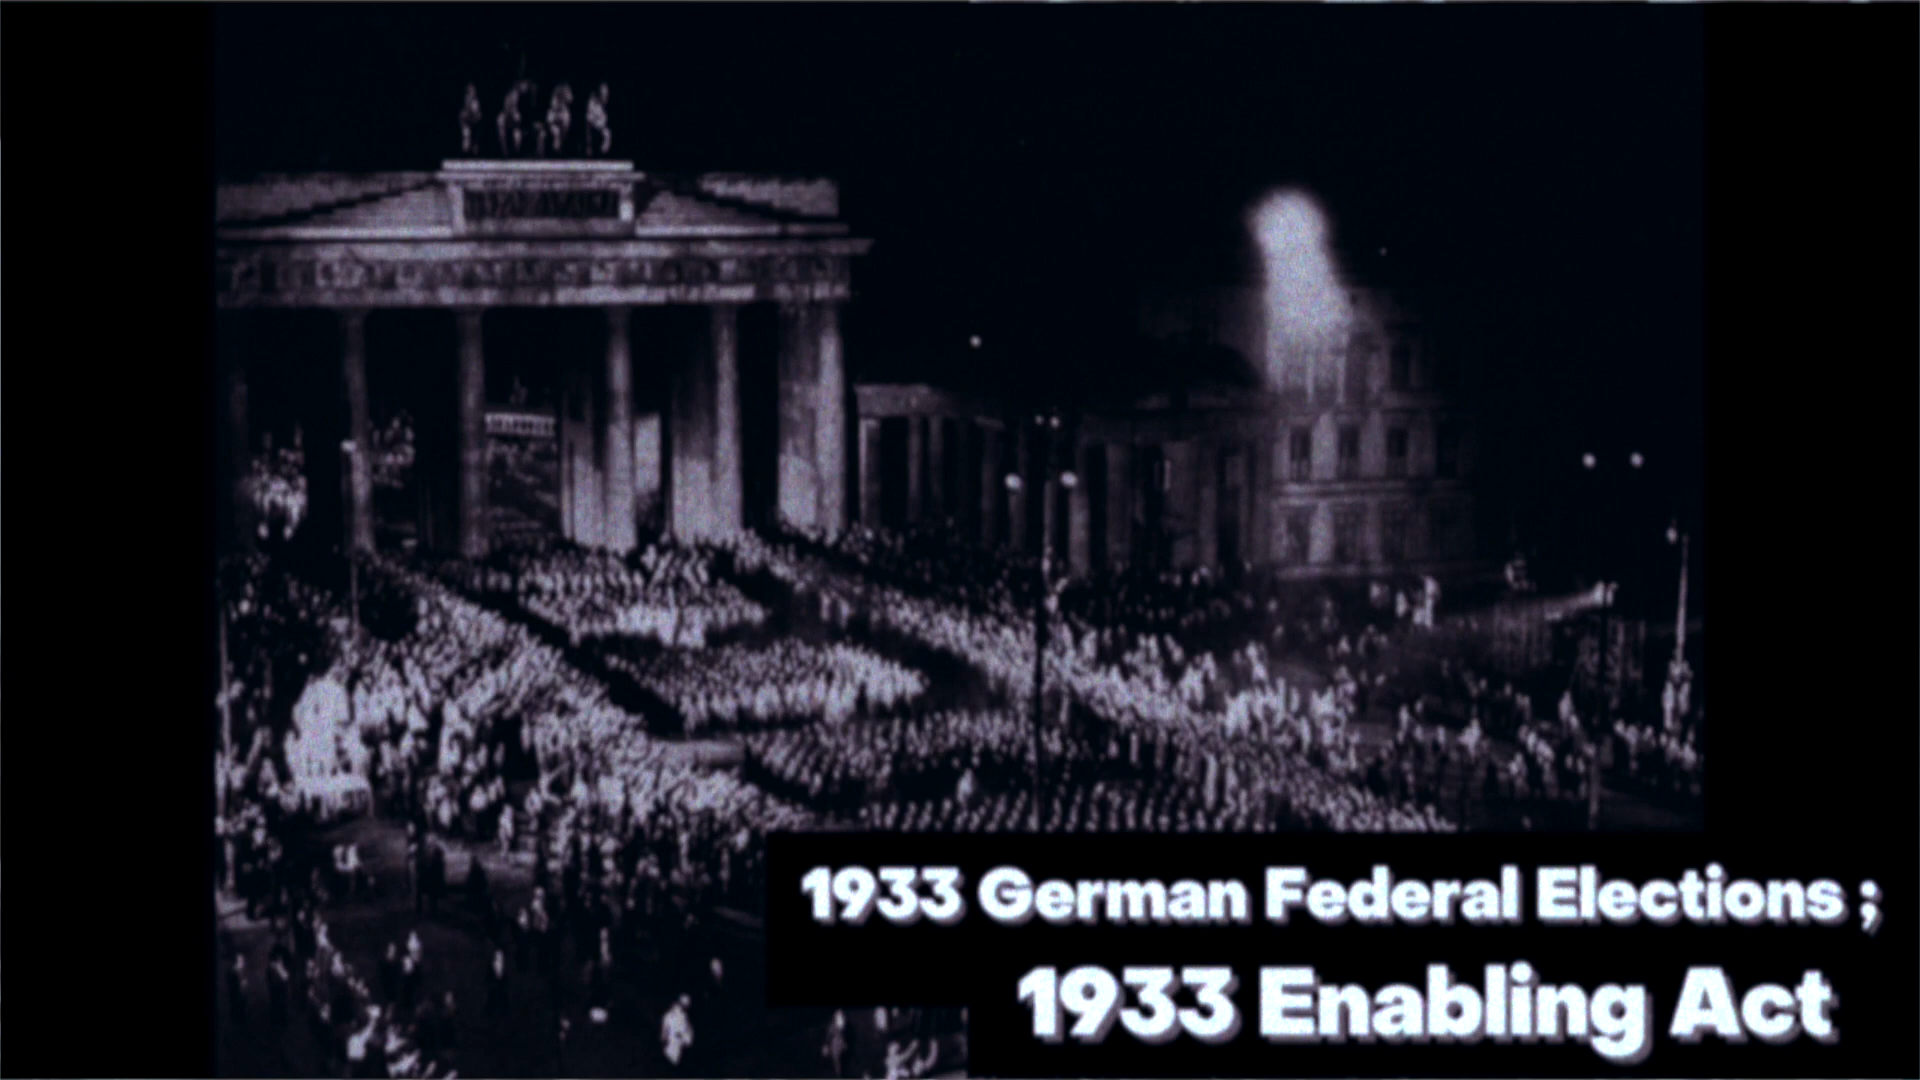 1933 German Federal Elections ;
1933 Enabling Act